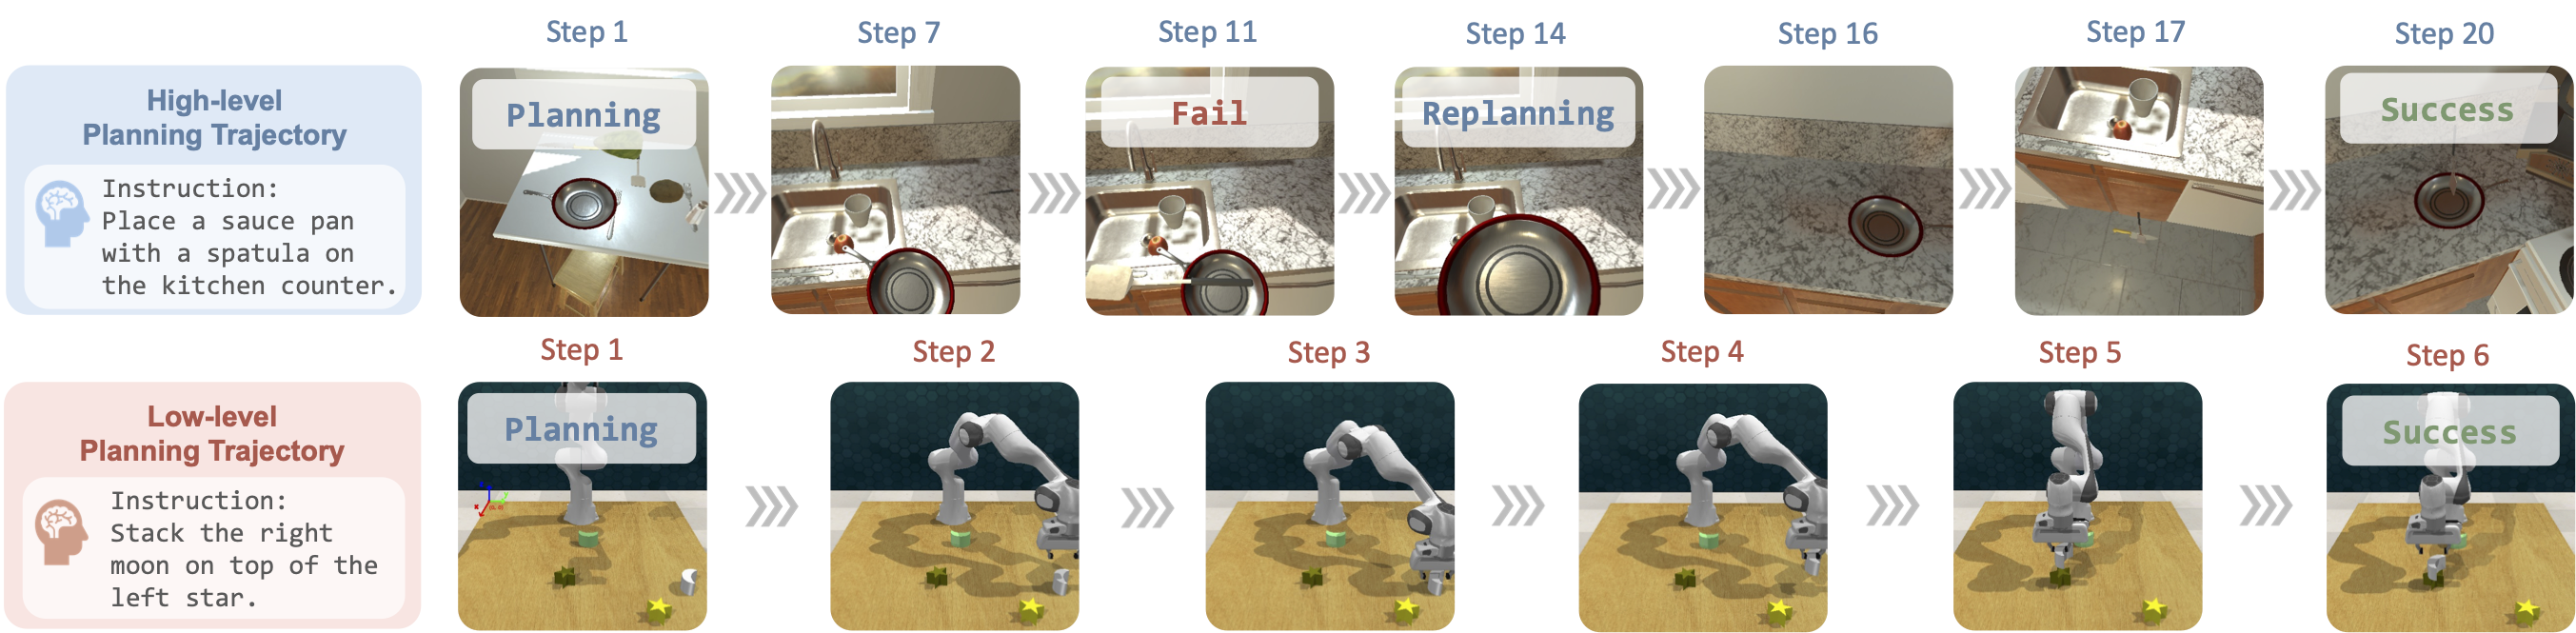 Step 1
Step 7
Step 11
Step 14
Step 16
Step 17
Step 20
High-level
Planning Trajectory
Instruction:
Place a sauce pan
with a spatula on
the kitchen counter.
Planning
Fail
Replanning
Success
Step 1
Step 2
Step 3
Step 4
Step 5
Step 6
Low-level
Planning Trajectory
Instruction:
Stack the right
moon on top of the
left star.
Planning
Success